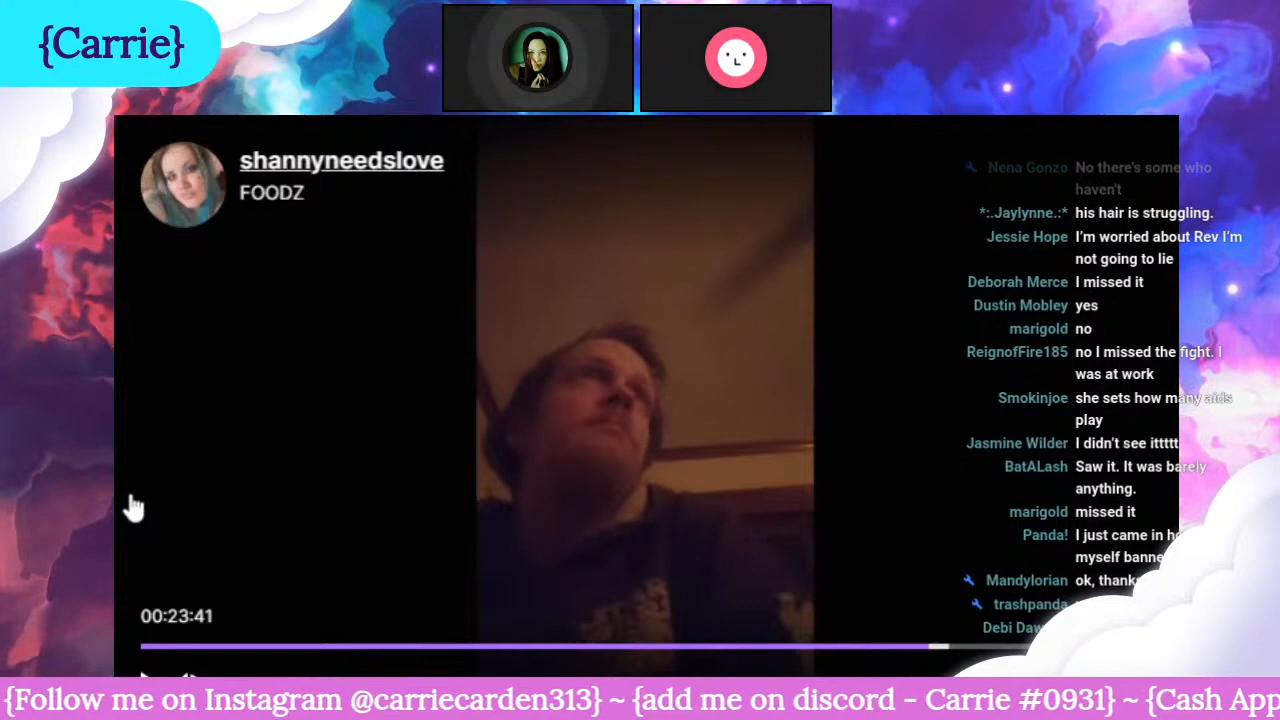 {Carrie}
shannyneedslove
FOODZ
Nena Gonzo No there's some who
haven't
*:.Jaylynne.:* his hair is struggling.
Jessie Hope I'm worried about Rev I'm
not going to lie
Deborah Merce I missed it
Dustin Mobley yes
marigold no
ReignofFire185 no I missed the fight. I
was at work
Smokinjoe she sets how many aids
play
Jasmine Wilder I didn't see ittttt
BatALash Saw it. It was barely
anything.
marigold missed it
Panda! I just came in
myself
Mandylorian ok,
trashpanda
Debi
00:23:41
{Follow me on Instagram @carriecarden313} ~ {add me on discord - Carrie #0931} ~ {Cash App